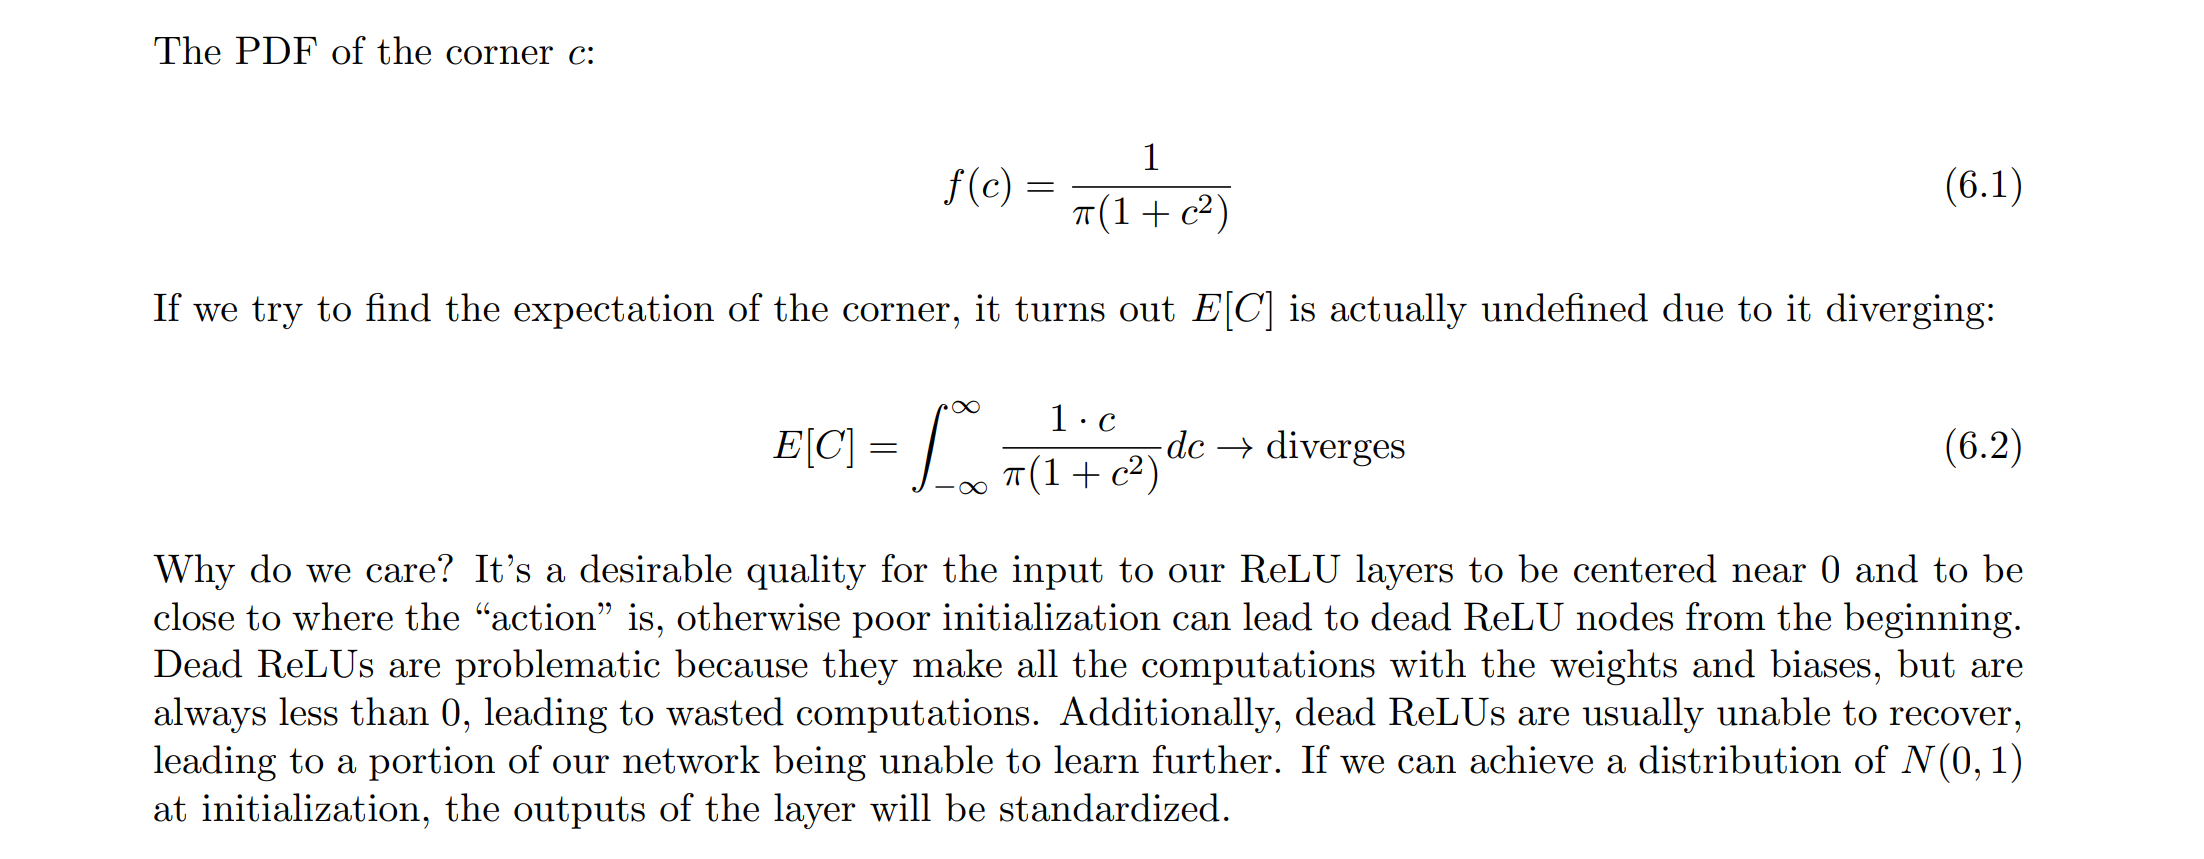 The PDF of the corner c:
f(c) = \frac{1}{\pi(1 + c^2)} (6.1)
If we try to find the expectation of the corner, it turns out E[C] is actually undefined due to it diverging:
E[C] = \int_{-\infty}^{\infty} \frac{1 \cdot c}{\pi(1 + c^2)} dc \rightarrow diverges (6.2)
Why do we care? It’s a desirable quality for the input to our ReLU layers to be centered near 0 and to be
close to where the “action” is, otherwise poor initialization can lead to dead ReLU nodes from the beginning.
Dead ReLUs are problematic because they make all the computations with the weights and biases, but are
always less than 0, leading to wasted computations. Additionally, dead ReLUs are usually unable to recover,
leading to a portion of our network being unable to learn further. If we can achieve a distribution of N(0, 1)
at initialization, the outputs of the layer will be standardized.